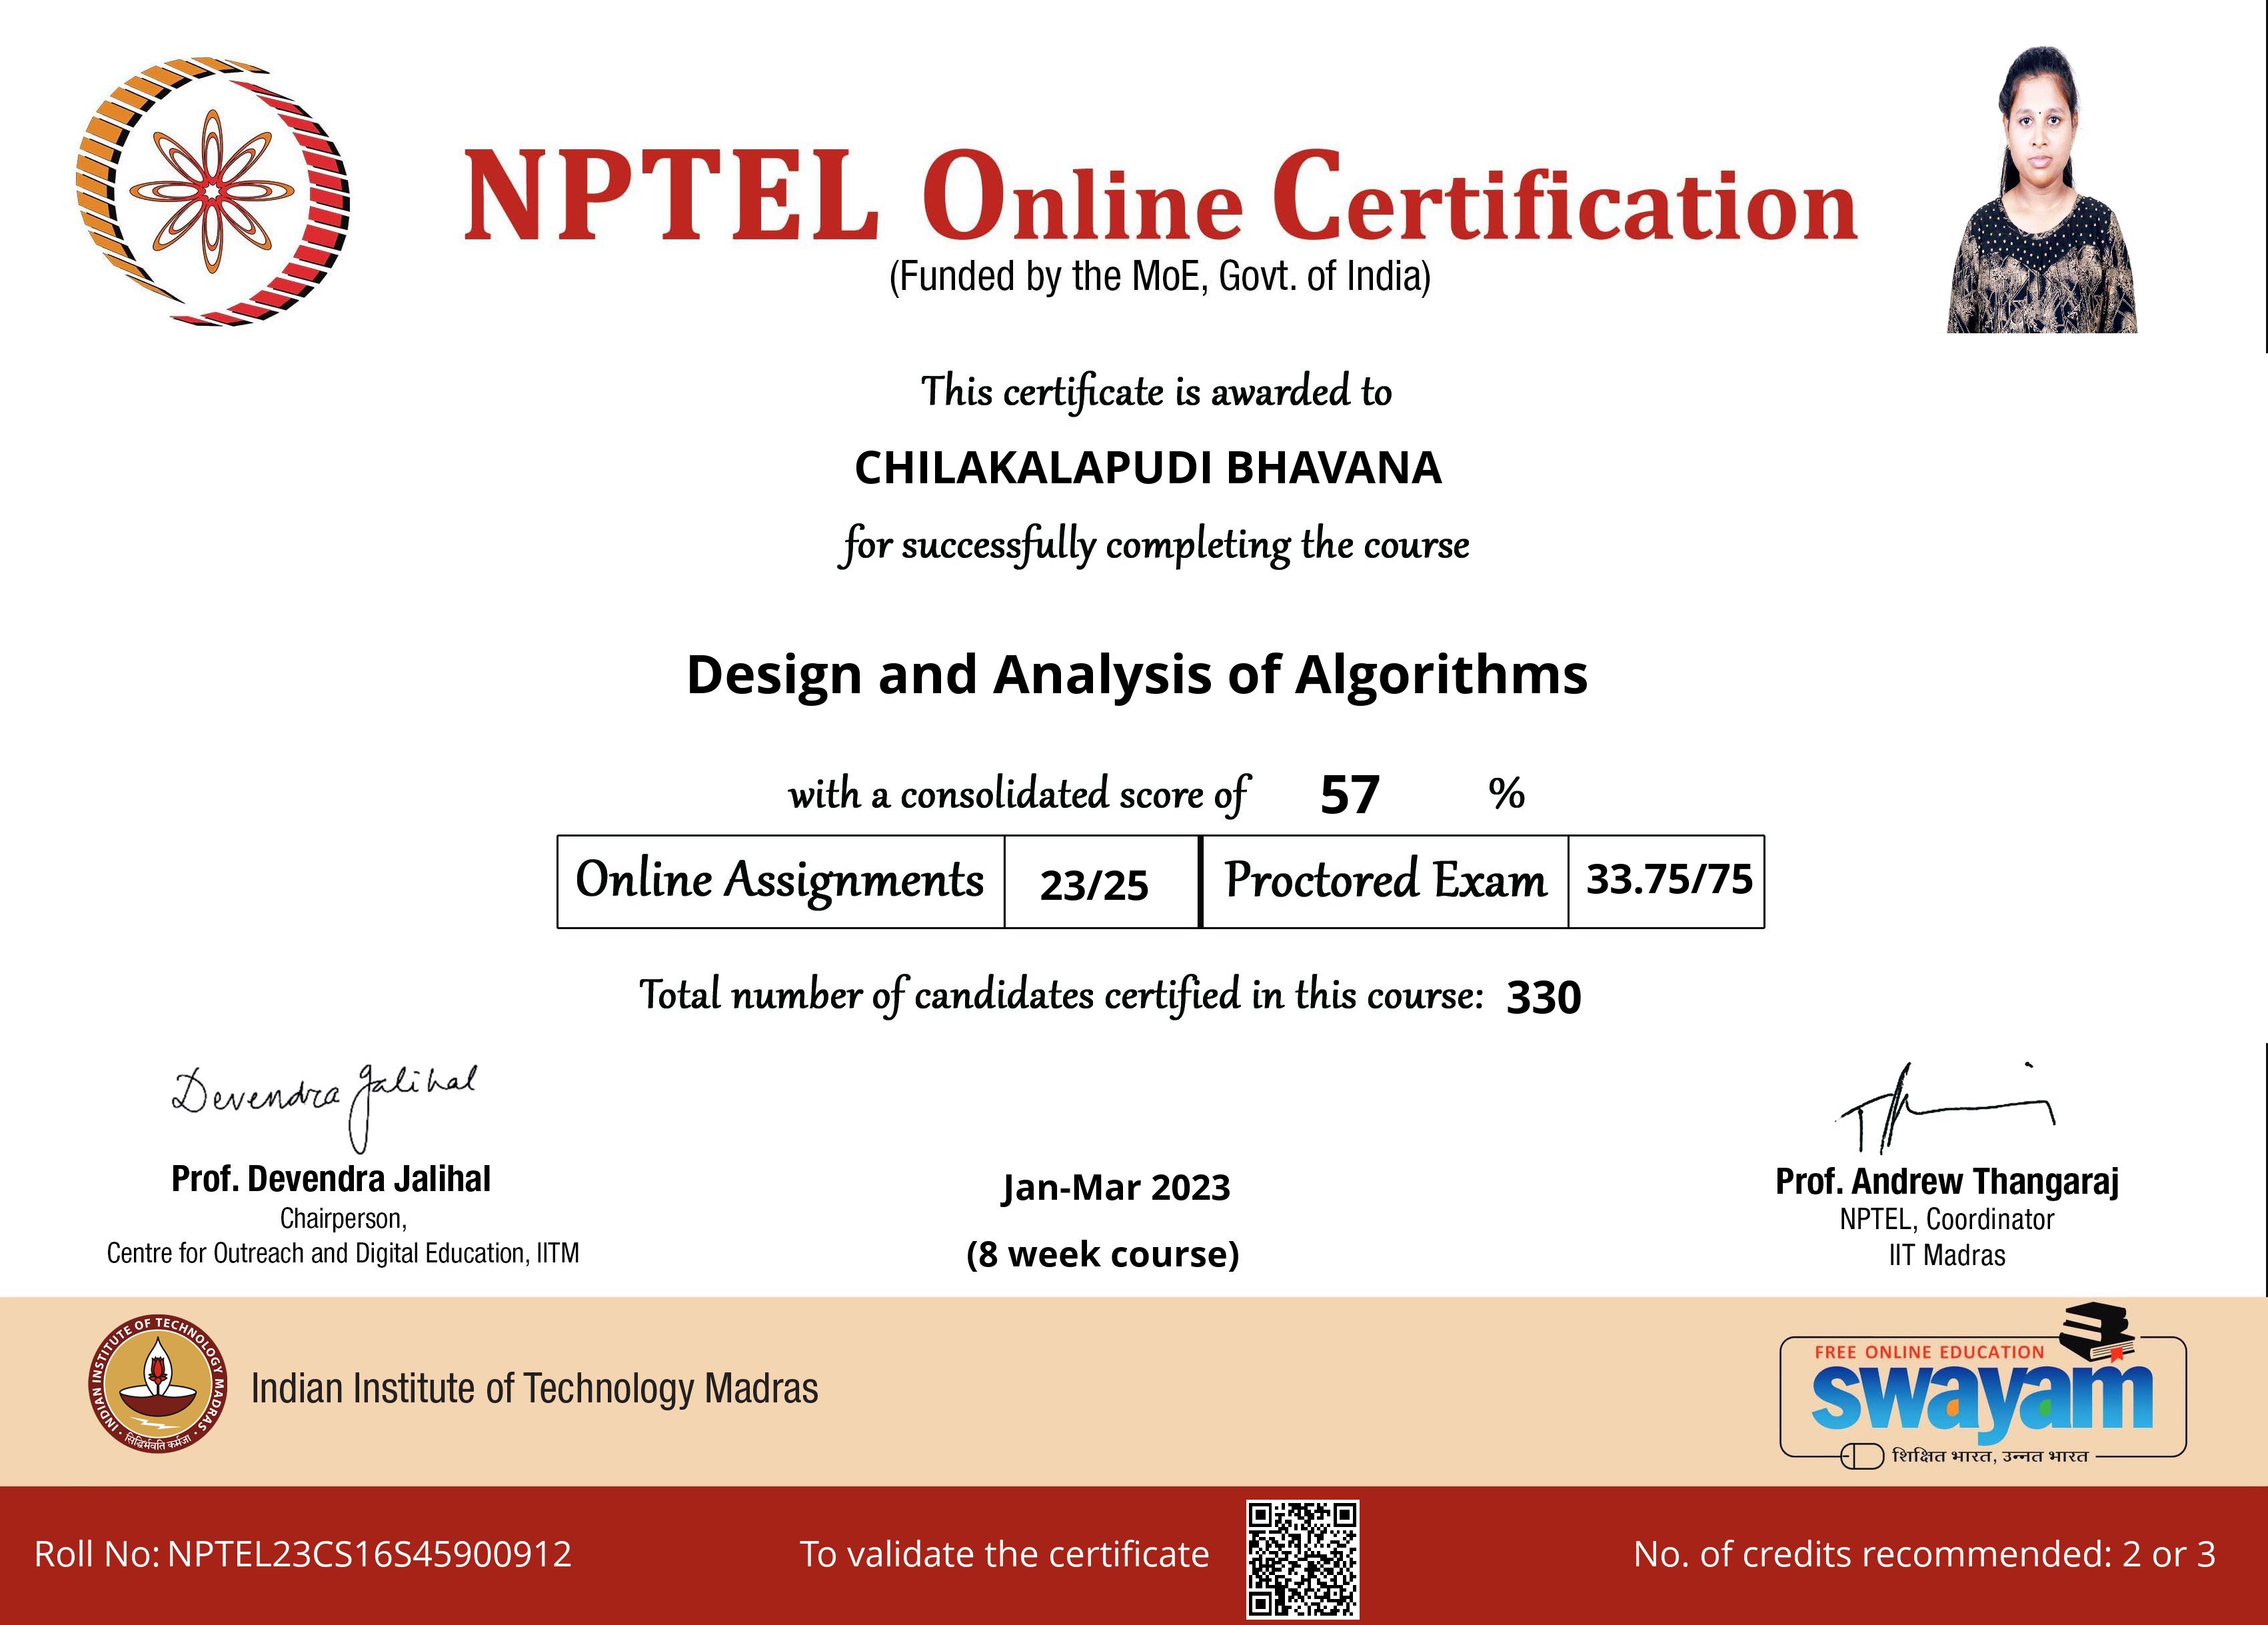 NPTEL Online Certification
(Funded by the MoE, Govt. of India)
This certificate is awarded to
CHILAKALAPUDI BHAVANA
for successfully completing the course
Design and Analysis of Algorithms
with a consolidated score of 57 %
Online Assignments 23/25 Proctored Exam 33.75/75
Total number of candidates certified in this course: 330
Devendra Jalihal
Prof. Devendra Jalihal
Chairperson,
Centre for Outreach and Digital Education, IITM
Jan-Mar 2023
(8 week course)
Prof. Andrew Thangaraj
NPTEL, Coordinator
IIT Madras
INDIAN INSTITUTE OF TECHNOLOGY MADRAS
सिद्धिर्भवति कर्मजा
Indian Institute of Technology Madras
FREE ONLINE EDUCATION
swayam
शिक्षित भारत, उन्नत भारत
Roll No: NPTEL23CS16S45900912
To validate the certificate
No. of credits recommended: 2 or 3